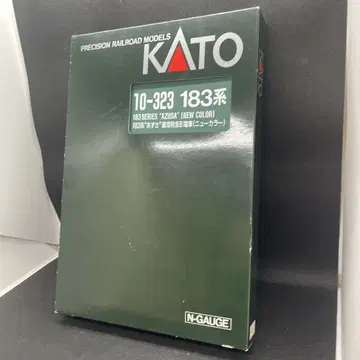 PRECISION RAILROAD MODELS
KATO
10-323 183系
183 SERIES "AZUSA" (NEW COLOR)
183系"あずさ"直流特急形電車(ニューカラー)
N-GAUGE
KATO